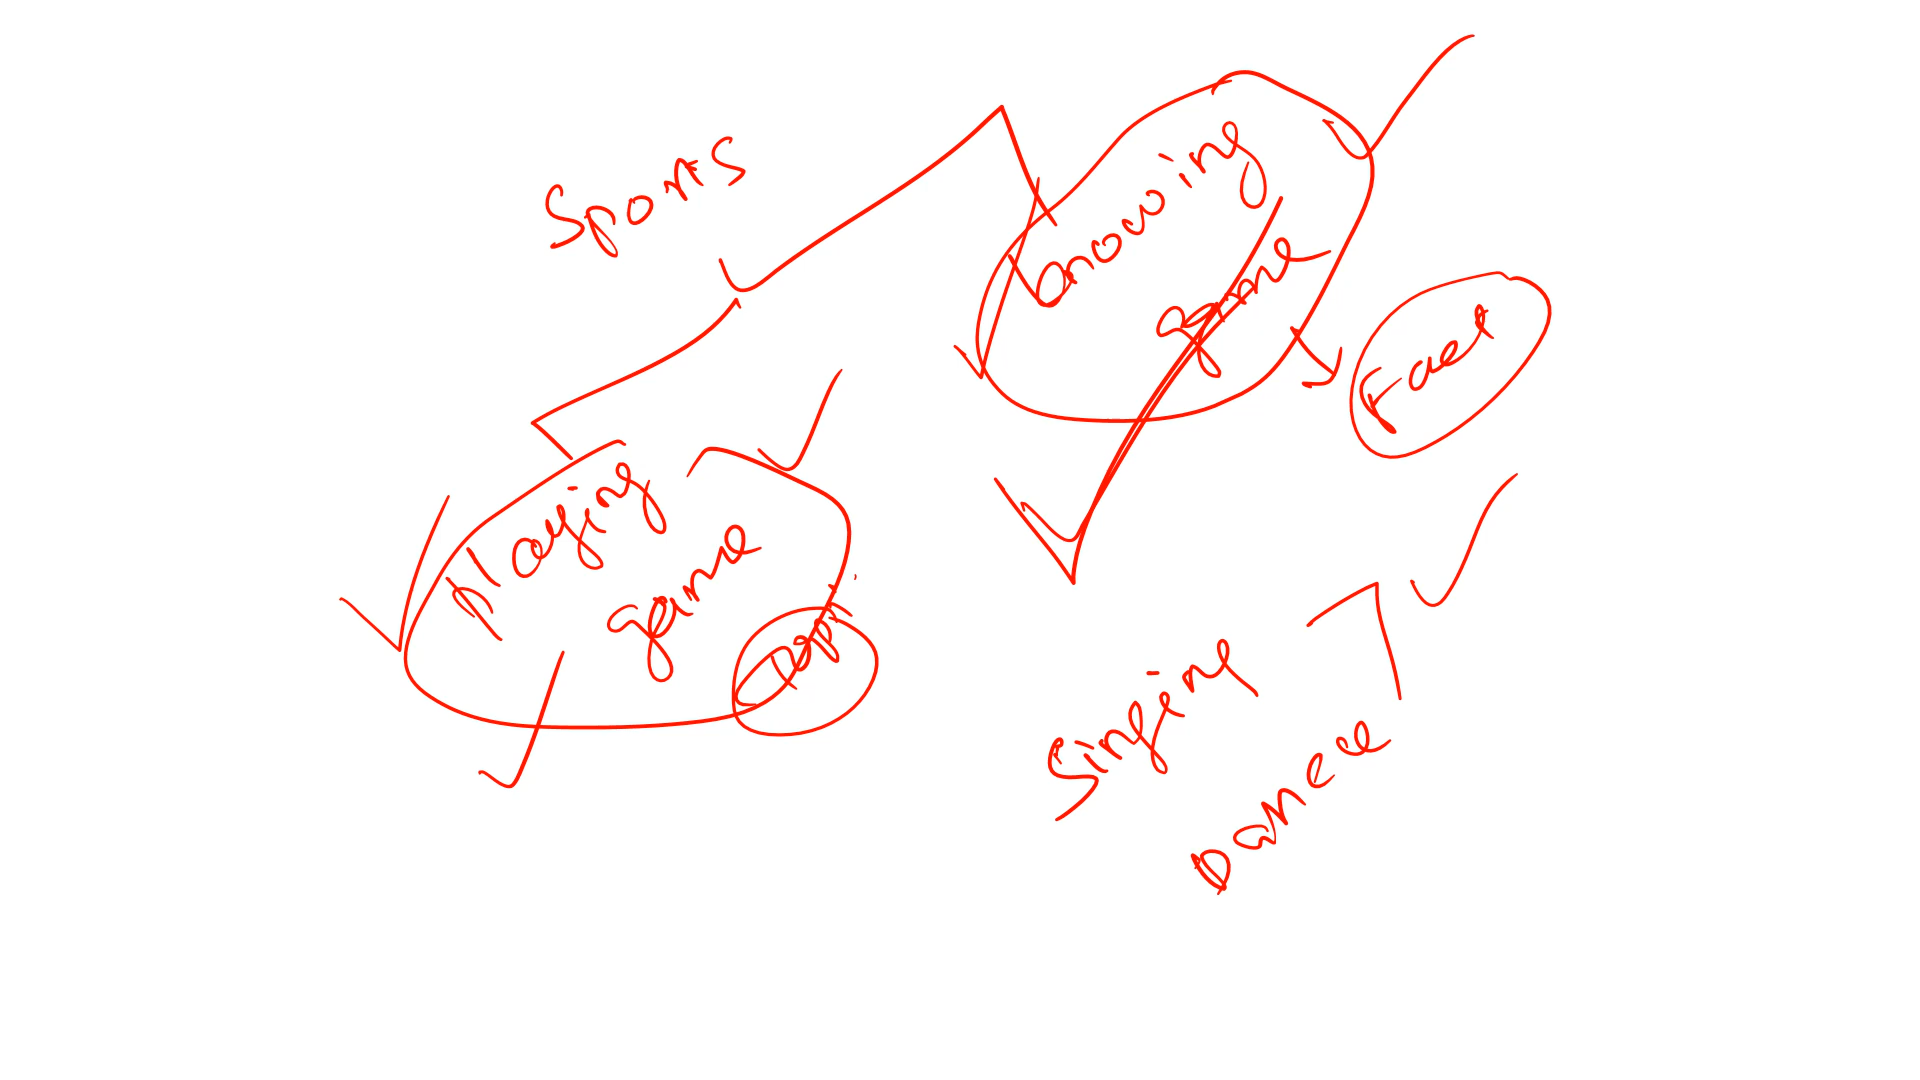 Sports
knowing
game
Fact
Playing
game
Singing
Dance